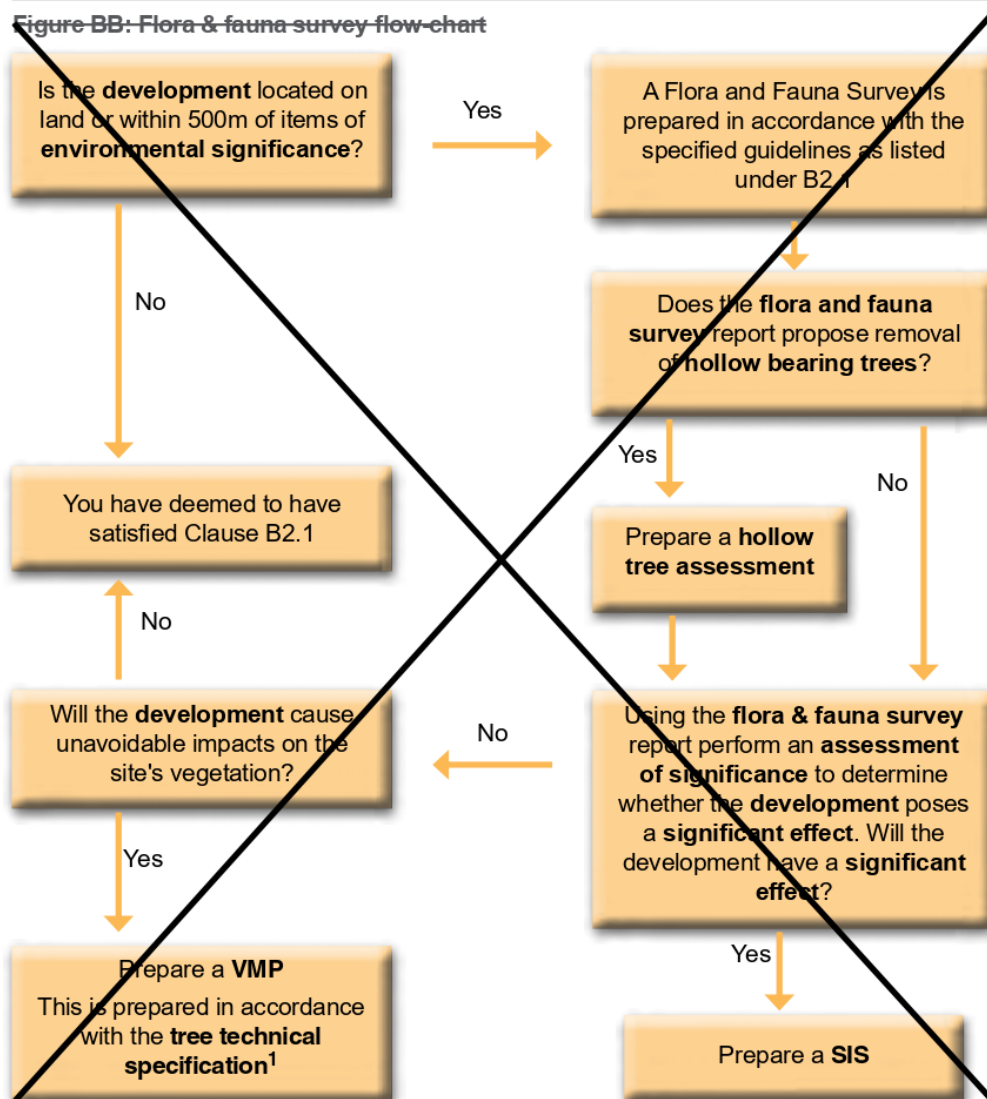 Figure BB: Flora & fauna survey flow-chart
Is the development located on
land or within 500m of items of
environmental significance?
Yes
A Flora and Fauna Survey is
prepared in accordance with the
specified guidelines as listed
under B2.1
No
Does the flora and fauna
survey report propose removal
of hollow bearing trees?
Yes
No
You have deemed to have
satisfied Clause B2.1
Prepare a hollow
tree assessment
No
Will the development cause
unavoidable impacts on the
site's vegetation?
No
Using the flora & fauna survey
report perform an assessment
of significance to determine
whether the development poses
a significant effect. Will the
development have a significant
effect?
Yes
Yes
Prepare a VMP
This is prepared in accordance
with the tree technical
specification1
Prepare a SIS